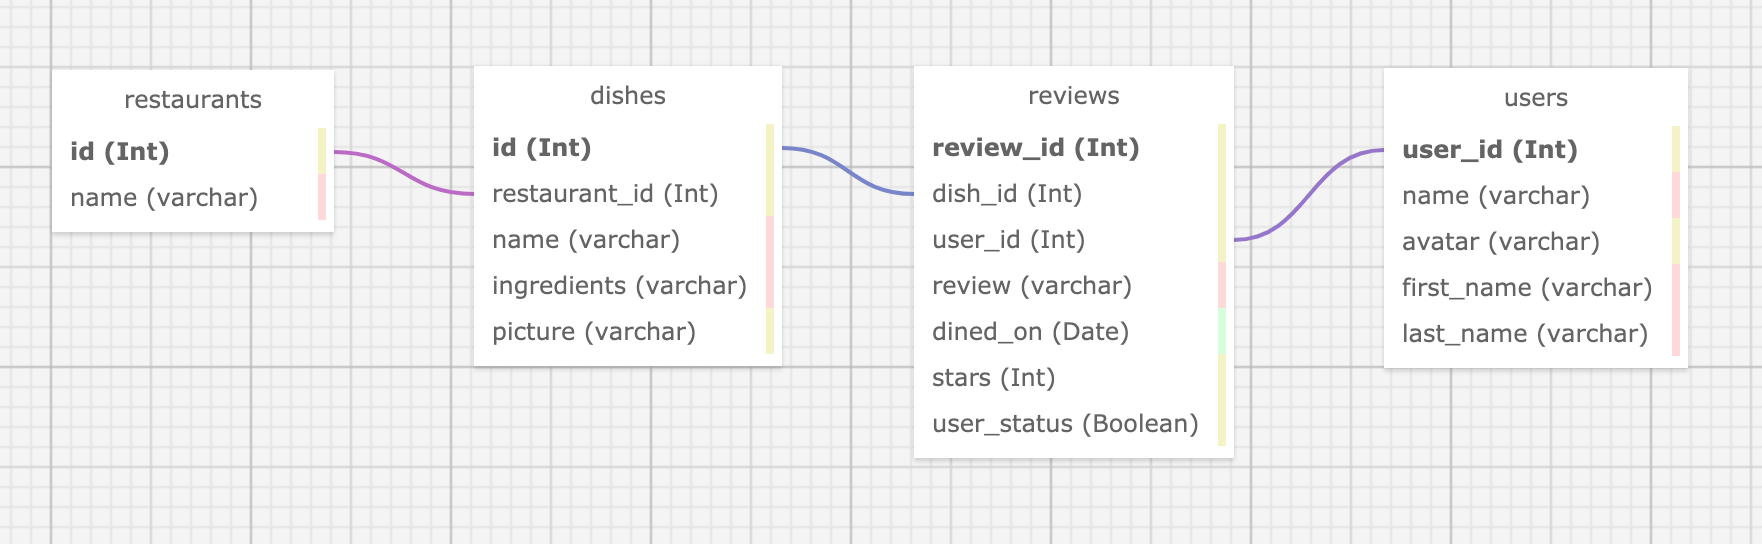 restaurants
id (Int)
name (varchar)
dishes
id (Int)
restaurant_id (Int)
name (varchar)
ingredients (varchar)
picture (varchar)
reviews
review_id (Int)
dish_id (Int)
user_id (Int)
review (varchar)
dined_on (Date)
stars (Int)
user_status (Boolean)
users
user_id (Int)
name (varchar)
avatar (varchar)
first_name (varchar)
last_name (varchar)